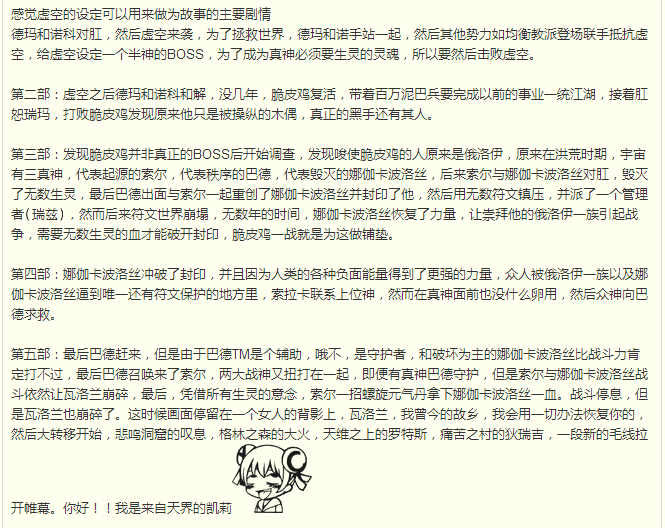 感觉虚空的设定可以用来做为故事的主要剧情
德玛和诺科对肛，然后虚空来袭，为了拯救世界，德玛和诺手站一起，然后其他势力如均衡教派登场联手抵抗虚
空，给虚空设定一个半神的BOSS，为了成为真神必须要生灵的灵魂，所以要然后击败虚空。
第二部：虚空之后德玛和诺科和解，没几年，脆皮鸡复活，带着百万泥巴兵要完成以前的事业一统江湖，接着肛
恕瑞玛，打败脆皮鸡发现原来他只是被操纵的木偶，真正的黑手还有其人。
第三部：发现脆皮鸡并非真正的BOSS后开始调查，发现唆使脆皮鸡的人原来是俄洛伊，原来在洪荒时期，宇宙
有三真神，代表起源的索尔，代表秩序的巴德，代表毁灭的娜伽卡波洛丝，后来索尔与娜伽卡波洛丝对肛，毁灭
了无数生灵，最后巴德出面与索尔一起重创了娜伽卡波洛丝并封印了他，然后用无数符文镇压，并派了一个管理
者(瑞兹)，然而后来符文世界崩塌，无数年的时间，娜伽卡波洛丝恢复了力量，让崇拜他的俄洛伊一族引起战
争，需要无数生灵的血才能破开封印，脆皮鸡一战就是为这做铺垫。
第四部：娜伽卡波洛丝冲破了封印，并且因为人类的各种负面能量得到了更强的力量，众人被俄洛伊一族以及娜
伽卡波洛丝逼到唯一还有符文保护的地方里，索拉卡联系上位神，然而在真神面前也没什么卵用，然后众神向巴
德求救。
第五部：最后巴德赶来，但是由于巴德TM是个辅助，哦不，是守护者，和破坏为主的娜伽卡波洛丝比战斗力肯
定打不过，最后巴德召唤来了索尔，两大战神又扭打在一起，即便有真神巴德守护，但是索尔与娜伽卡波洛丝战
斗依然让瓦洛兰崩碎，最后，凭借所有生灵的意念，索尔一招螺旋元气丹拿下娜伽卡波洛丝一血。战斗停息，但
是瓦洛兰也崩碎了。这时候画面停留在一个女人的背影上，瓦洛兰，我曾今的故乡，我会用一切办法恢复你的，
然后大转移开始，悲鸣洞窟的叹息，格林之森的大火，天维之上的罗特斯，痛苦之村的狄瑞吉，一段新的毛线拉
开帷幕。你好！！我是来自天界的凯莉